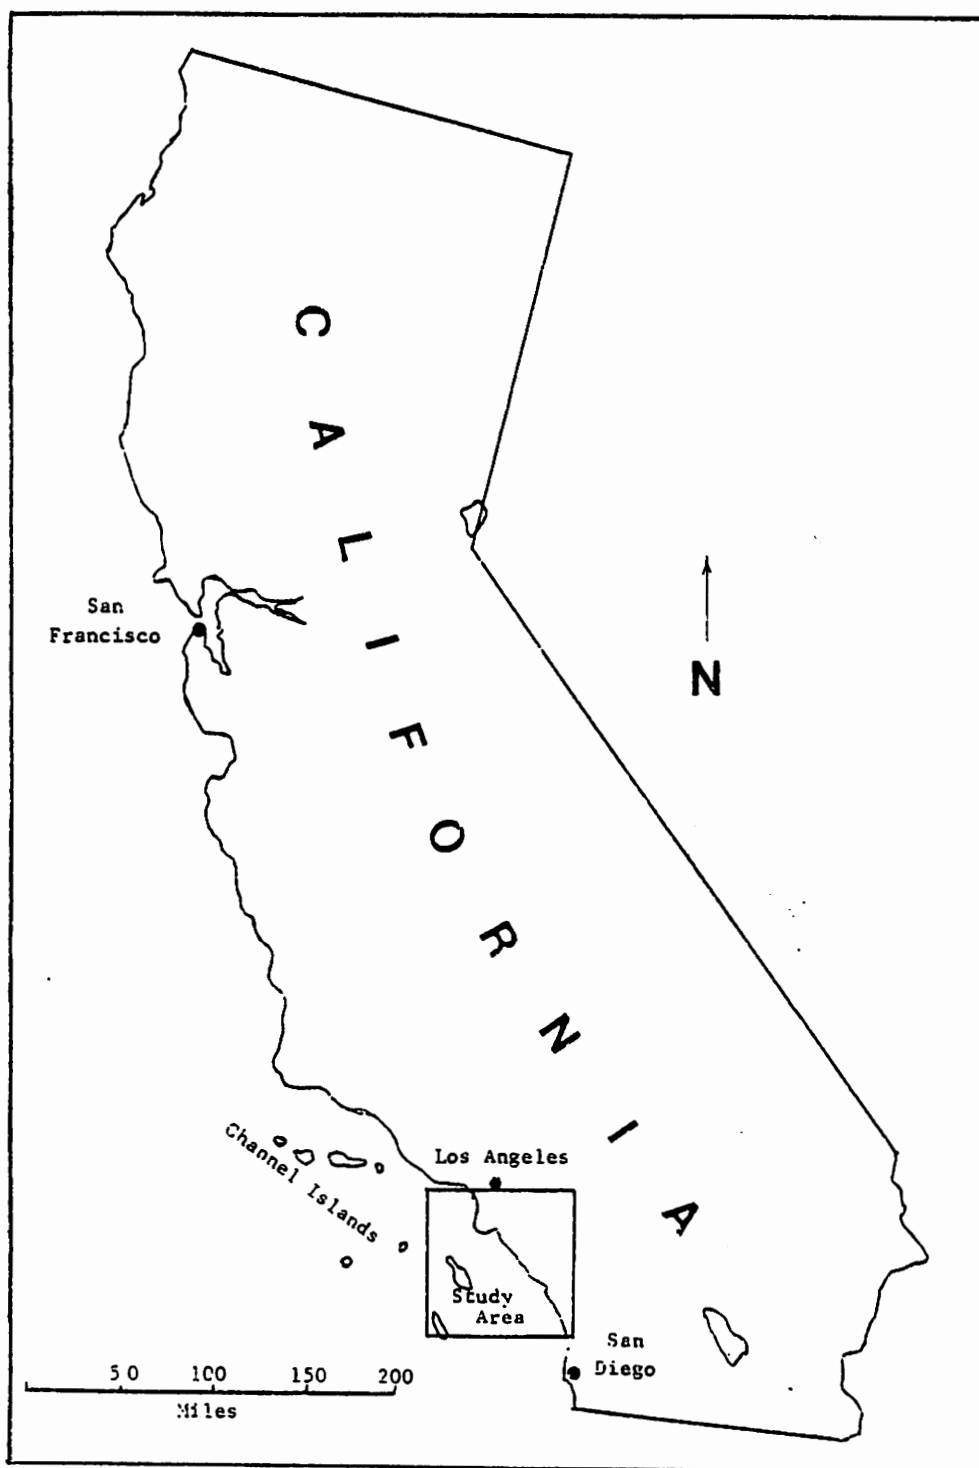 CALIFORNIA
San
Francisco
N
Channel Islands
Los Angeles
Study
Area
San
Diego
50 100 150 200
Miles